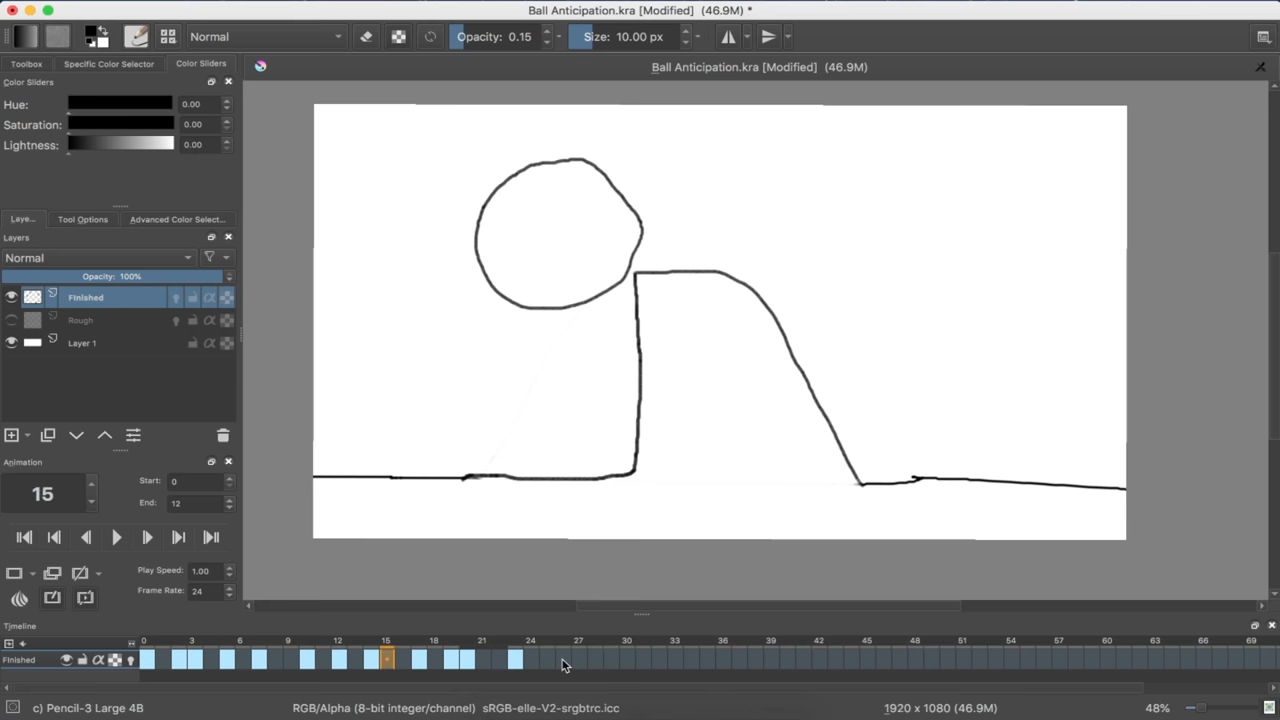 Ball Anticipation.kra [Modified] (46.9M) *
Normal
Opacity: 0.15
Size: 10.00 px
Toolbox
Specific Color Selector
Color Sliders
Ball Anticipation.kra [Modified] (46.9M)
Color Sliders
Hue:
0.00
Saturation:
0.00
Lightness:
0.00
Laye...
Tool Options
Advanced Color Select...
Layers
Normal
Opacity: 100%
FInished
Rough
Layer 1
Animation
15
Start:
0
End:
12
Play Speed:
1.00
Frame Rate:
24
Timeline
0 3 6 9 12 15 18 21 24 27 30 33 36 39 42 45 48 51 54 57 60 63 66 69
FInished
c) Pencil-3 Large 4B
RGB/Alpha (8-bit integer/channel) sRGB-elle-V2-srgbtrc.icc
1920 x 1080 (46.9M)
48%